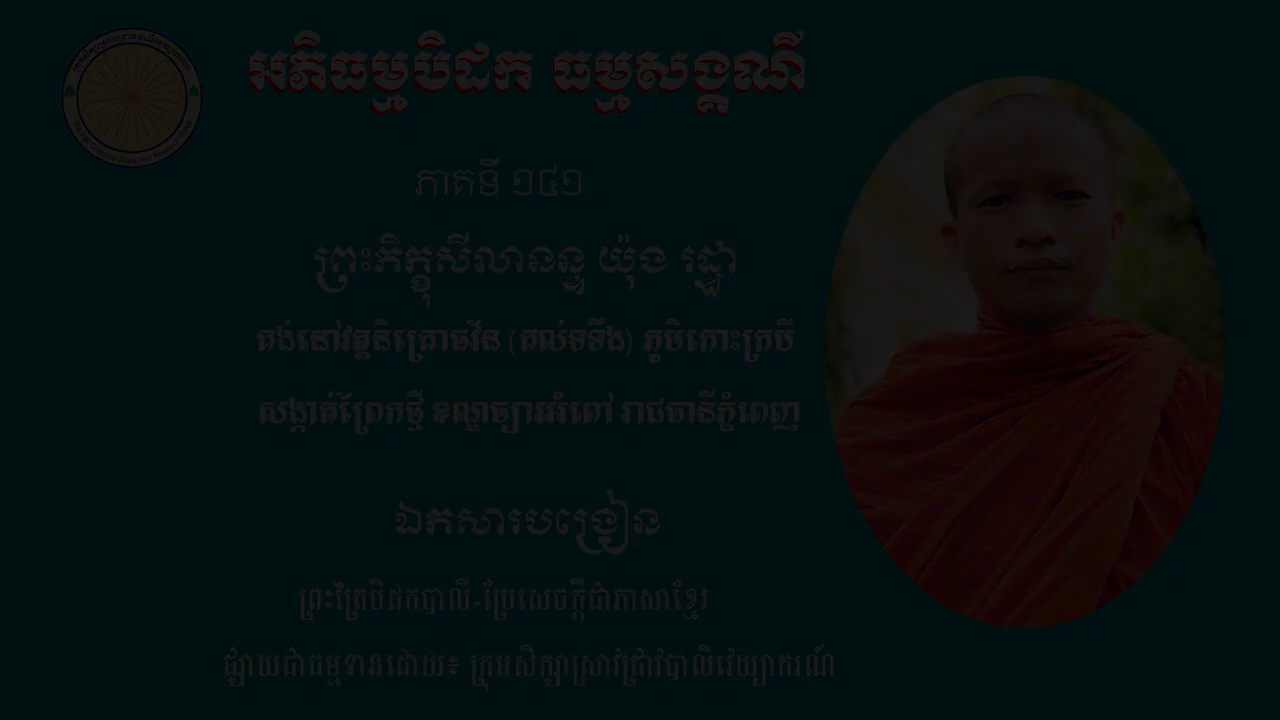 អភិធម្មបិដក ធម្មសង្គណី
ភាគទី ១៤១
ព្រះភិក្ខុសីលានន្ទ យ៉ុង រដ្ឋា
គង់នៅវត្តនិគ្រោធវ័ន (គល់ទទឹង) ភូមិកោះក្របី
សង្កាត់ព្រែកថ្មី ខណ្ឌច្បារអំពៅ រាជធានីភ្នំពេញ
ឯកសារបង្រៀន
ព្រះត្រៃបិដកបាលី-ប្រែសេចក្ដីជាភាសាខ្មែរ
ផ្សាយជាធម្មទានដោយ៖ ក្រុមសិក្សាស្រាវជ្រាវបាលិវេយ្យាករណ៍